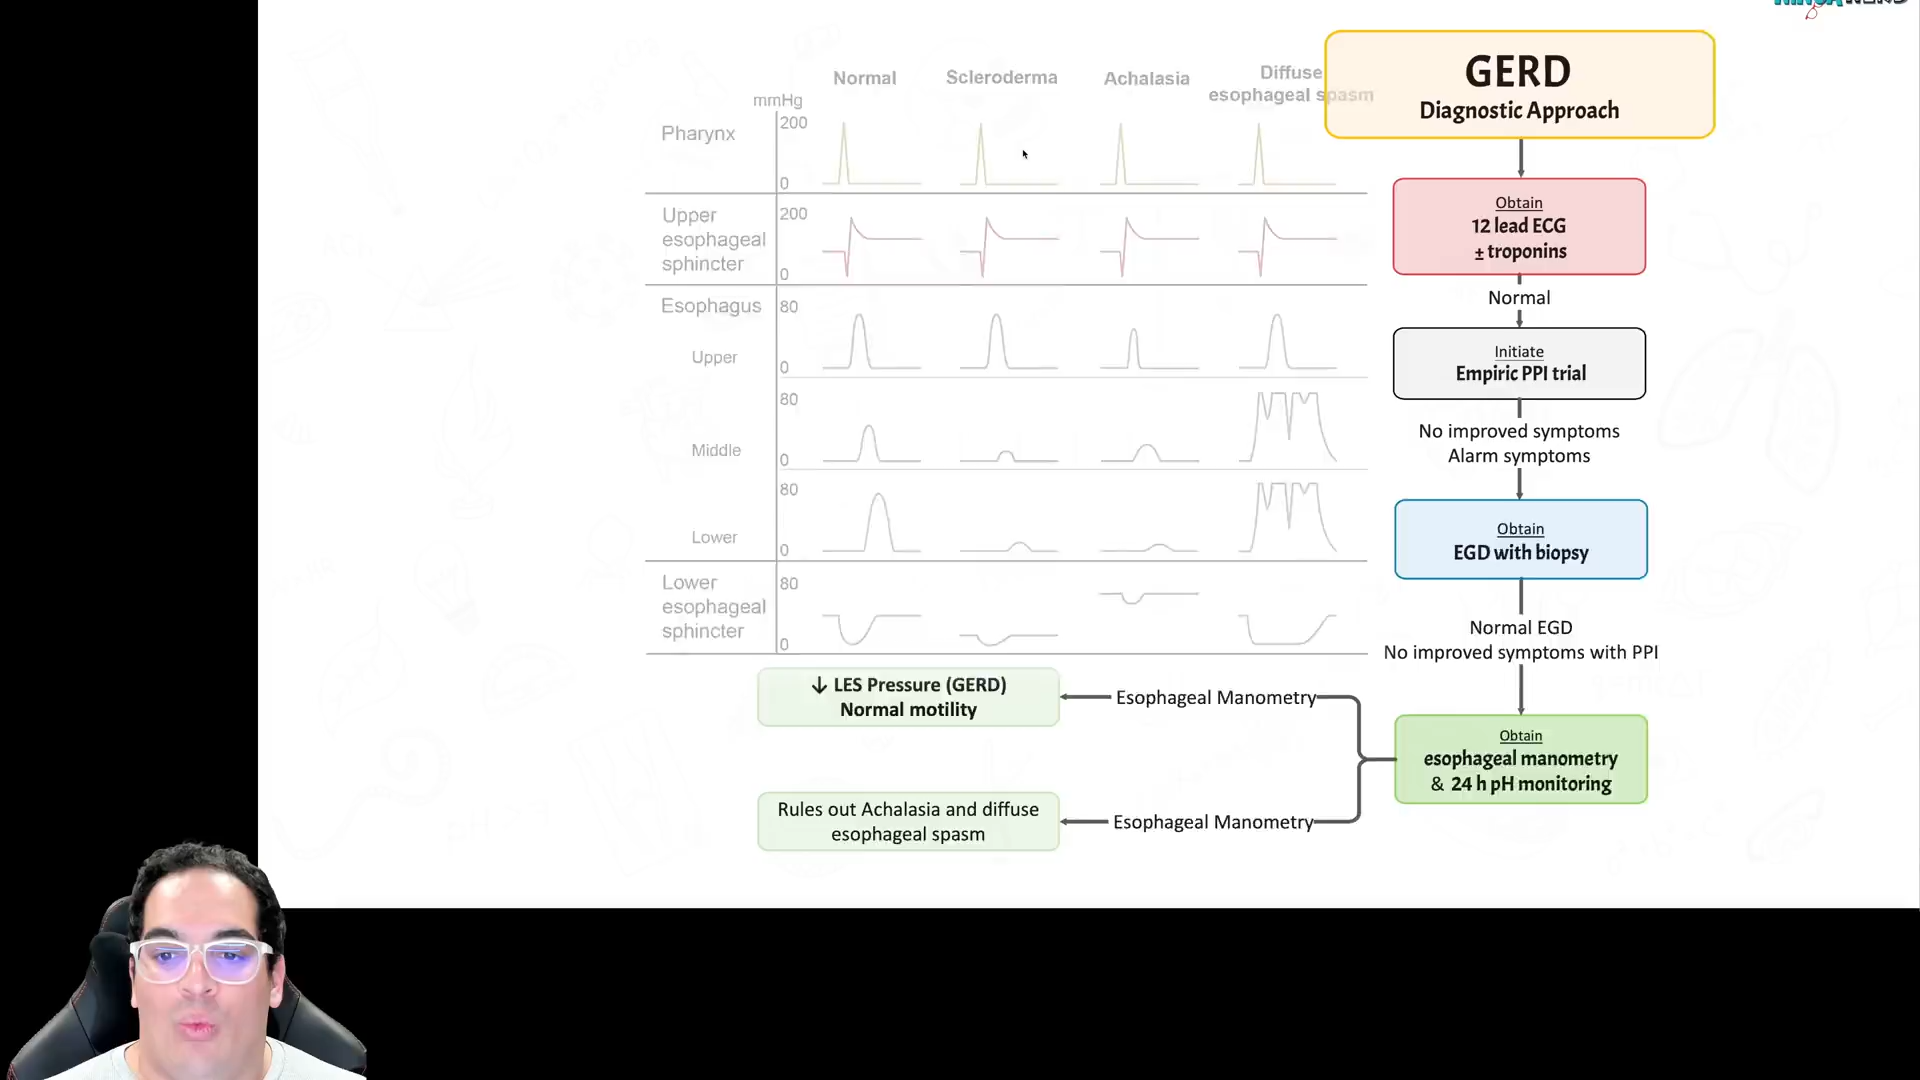 NINJA NERD
GERD
Diagnostic Approach
Normal
Scleroderma
Achalasia
Diffuse
esophageal spasm
mmHg
Pharynx
200
0
Upper
esophageal
sphincter
200
0
Esophagus
80
Upper
0
80
Middle
0
80
Lower
0
Lower
esophageal
sphincter
80
0
Obtain
12 lead ECG
± troponins
Normal
Initiate
Empiric PPI trial
No improved symptoms
Alarm symptoms
Obtain
EGD with biopsy
Normal EGD
No improved symptoms with PPI
Obtain
esophageal manometry
& 24 h pH monitoring
Esophageal Manometry
↓ LES Pressure (GERD)
Normal motility
Esophageal Manometry
Rules out Achalasia and diffuse
esophageal spasm